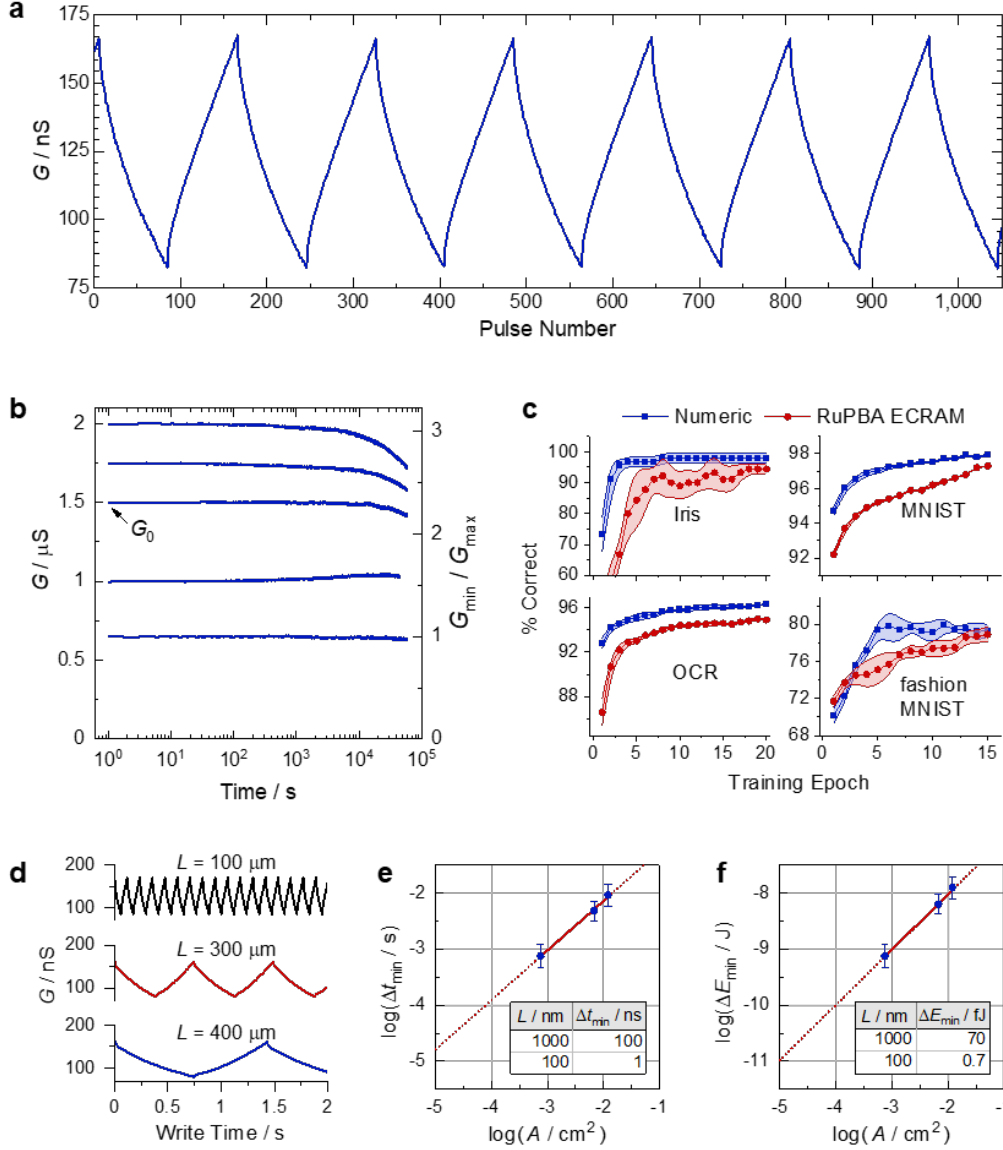 a
G / nS
175
150
125
100
75
0 100 200 300 400 500 600 700 800 900 1,000
Pulse Number
b
G / μS
2
1.5
1
0.5
0
G0
3
2
1
0
Gmin / Gmax
10^0 10^1 10^2 10^3 10^4 10^5
Time / s
c
Numeric RuPBA ECRAM
% Correct
100
90
80
70
60
Iris
98
96
94
92
MNIST
96
92
88
OCR
0 5 10 15 20
80
76
72
68
fashion
MNIST
0 5 10 15
Training Epoch
d
G / nS
200
100
L = 100 μm
200
100
L = 300 μm
200
100
L = 400 μm
0 0.5 1 1.5 2
Write Time / s
e
log(Δtmin / s)
-2
-3
-4
-5
L / nm Δtmin / ns
1000 100
100 1
-5 -4 -3 -2 -1
log(A / cm2)
f
log(ΔEmin / J)
-8
-9
-10
-11
L / nm ΔEmin / fJ
1000 70
100 0.7
-5 -4 -3 -2 -1
log(A / cm2)